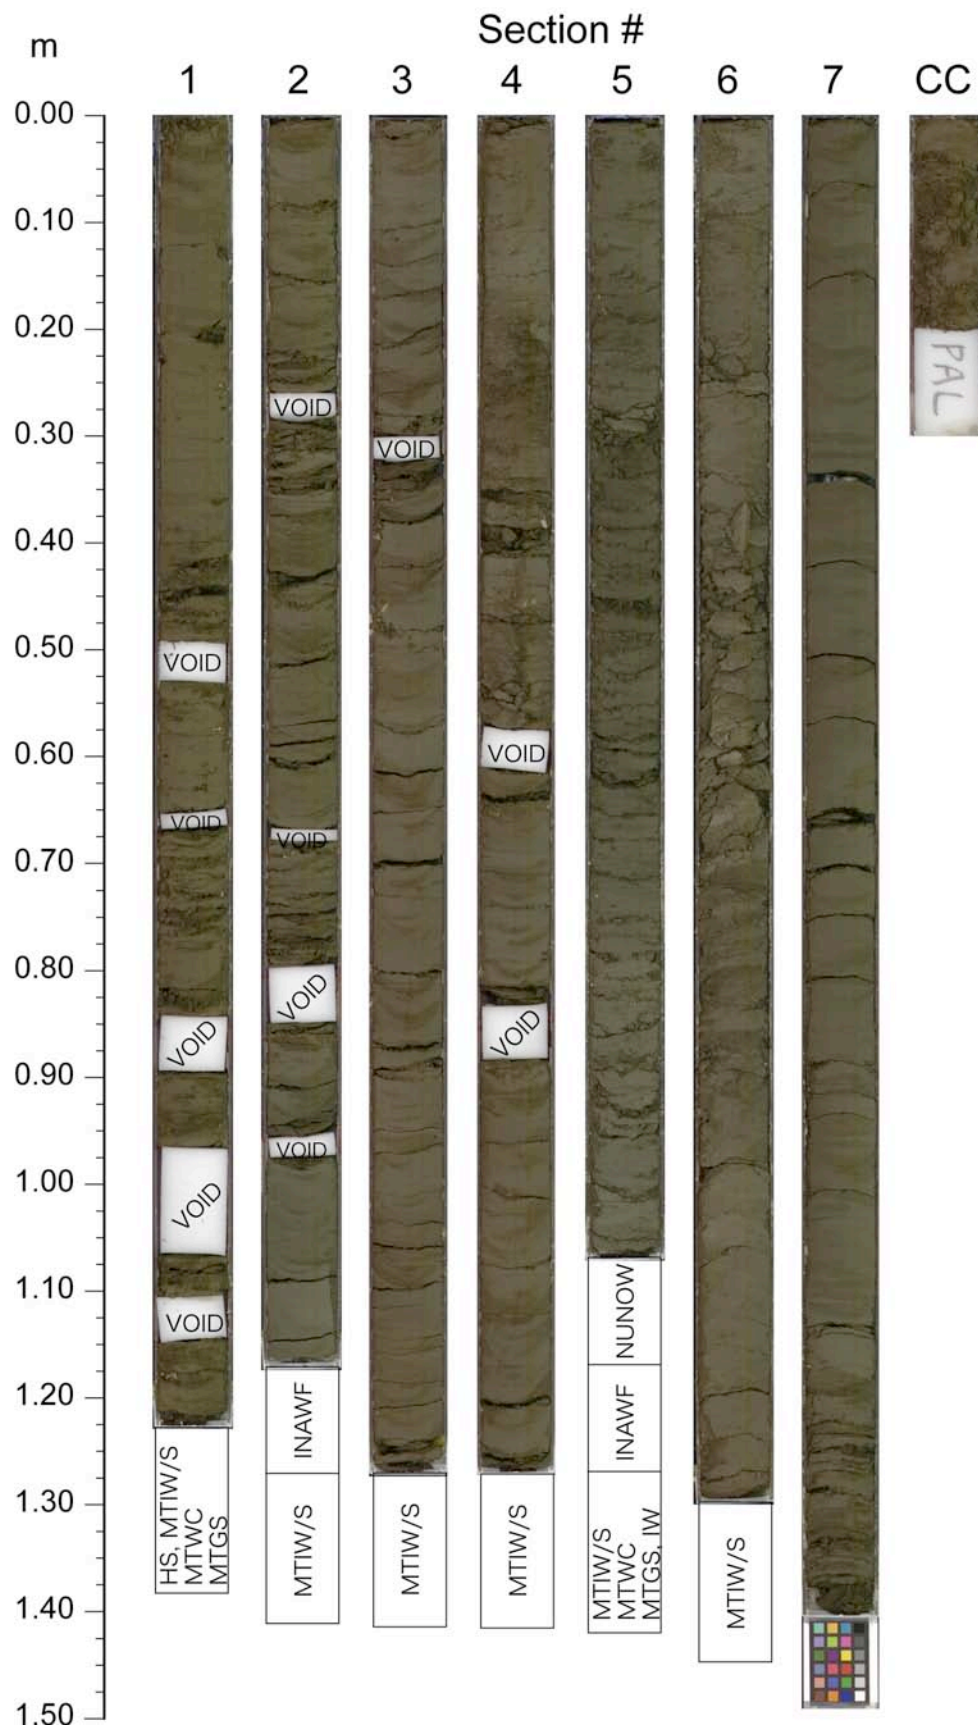 Section #
m
1 2 3 4 5 6 7 CC
0.00
0.10
0.20
0.30
0.40
0.50
0.60
0.70
0.80
0.90
1.00
1.10
1.20
1.30
1.40
1.50
VOID
VOID
VOID
VOID
VOID
HS, MTIW/S
MTWC
MTGS
VOID
VOID
VOID
VOID
INAWF
MTIW/S
VOID
MTIW/S
VOID
VOID
MTIW/S
NUNOW
INAWF
MTIW/S
MTWC
MTGS, IW
MTIW/S
PAL